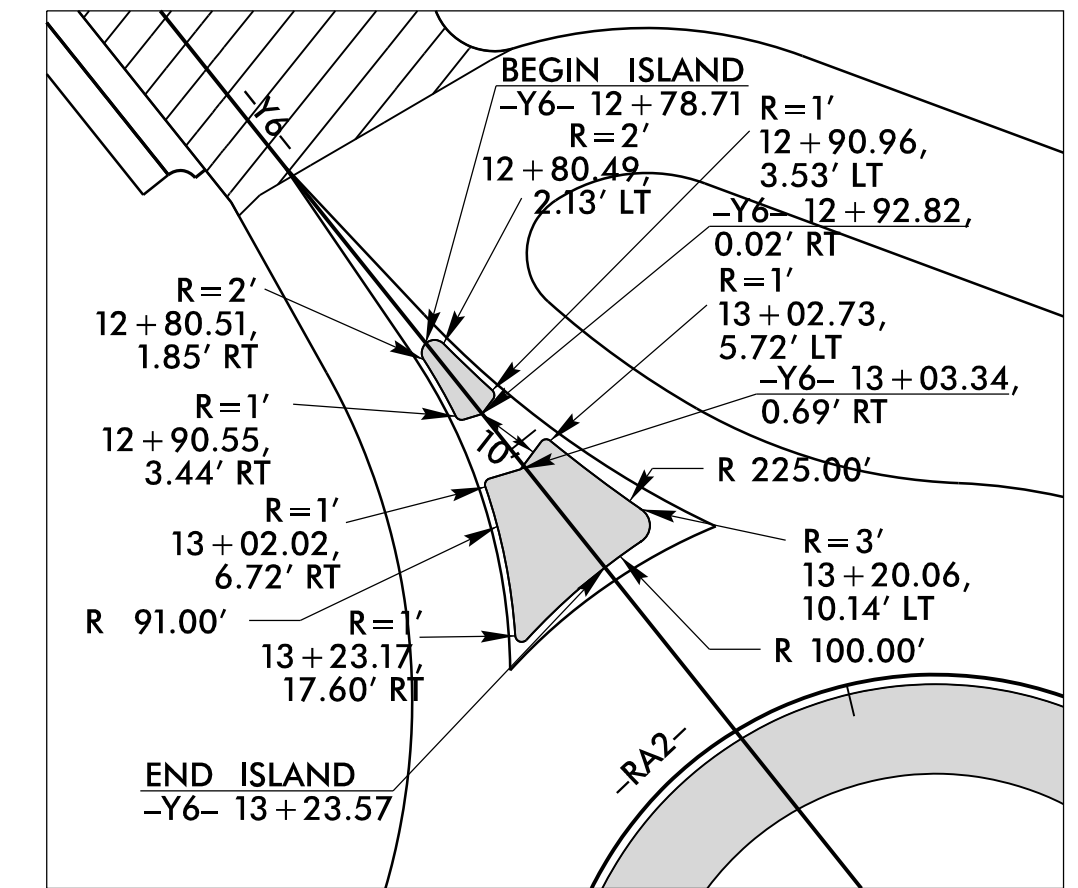 BEGIN ISLAND
–Y6– 12+78.71
R=2'
12+80.49,
2.13' LT
R=1'
12+90.96,
3.53' LT
–Y6– 12+92.82,
0.02' RT
R=1'
13+02.73,
5.72' LT
–Y6– 13+03.34,
0.69' RT
R 225.00'
R=3'
13+20.06,
10.14' LT
R 100.00'
–Y6–
R=2'
12+80.51,
1.85' RT
R=1'
12+90.55,
3.44' RT
10'
R=1'
13+02.02,
6.72' RT
R 91.00'
R=1'
13+23.17,
17.60' RT
END ISLAND
–Y6– 13+23.57
–RA2–